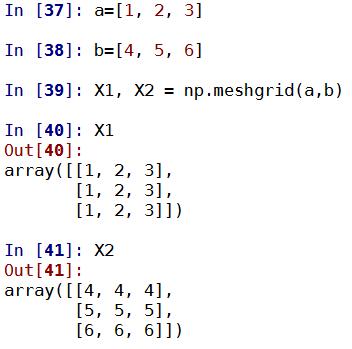 In [37]: a=[1, 2, 3]
In [38]: b=[4, 5, 6]
In [39]: X1, X2 = np.meshgrid(a,b)
In [40]: X1
Out[40]:
array([[1, 2, 3],
       [1, 2, 3],
       [1, 2, 3]])
In [41]: X2
Out[41]:
array([[4, 4, 4],
       [5, 5, 5],
       [6, 6, 6]])